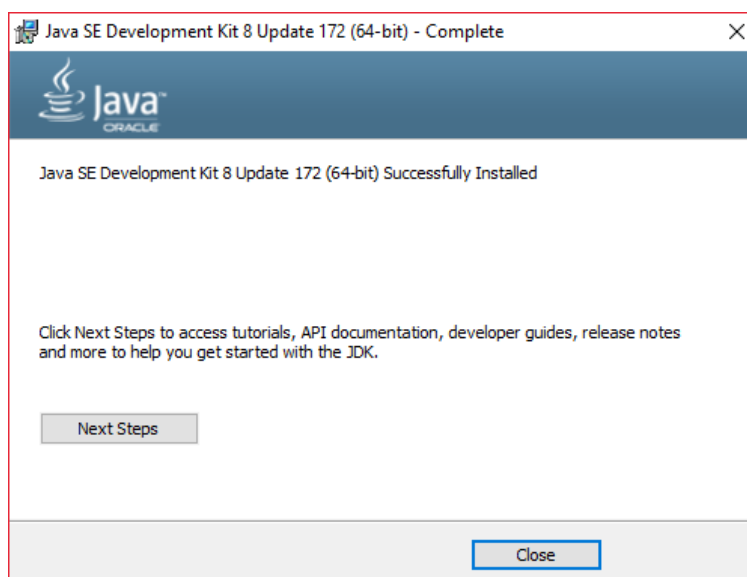 Java SE Development Kit 8 Update 172 (64-bit) - Complete
Java™
ORACLE
Java SE Development Kit 8 Update 172 (64-bit) Successfully Installed
Click Next Steps to access tutorials, API documentation, developer guides, release notes
and more to help you get started with the JDK.
Next Steps
Close